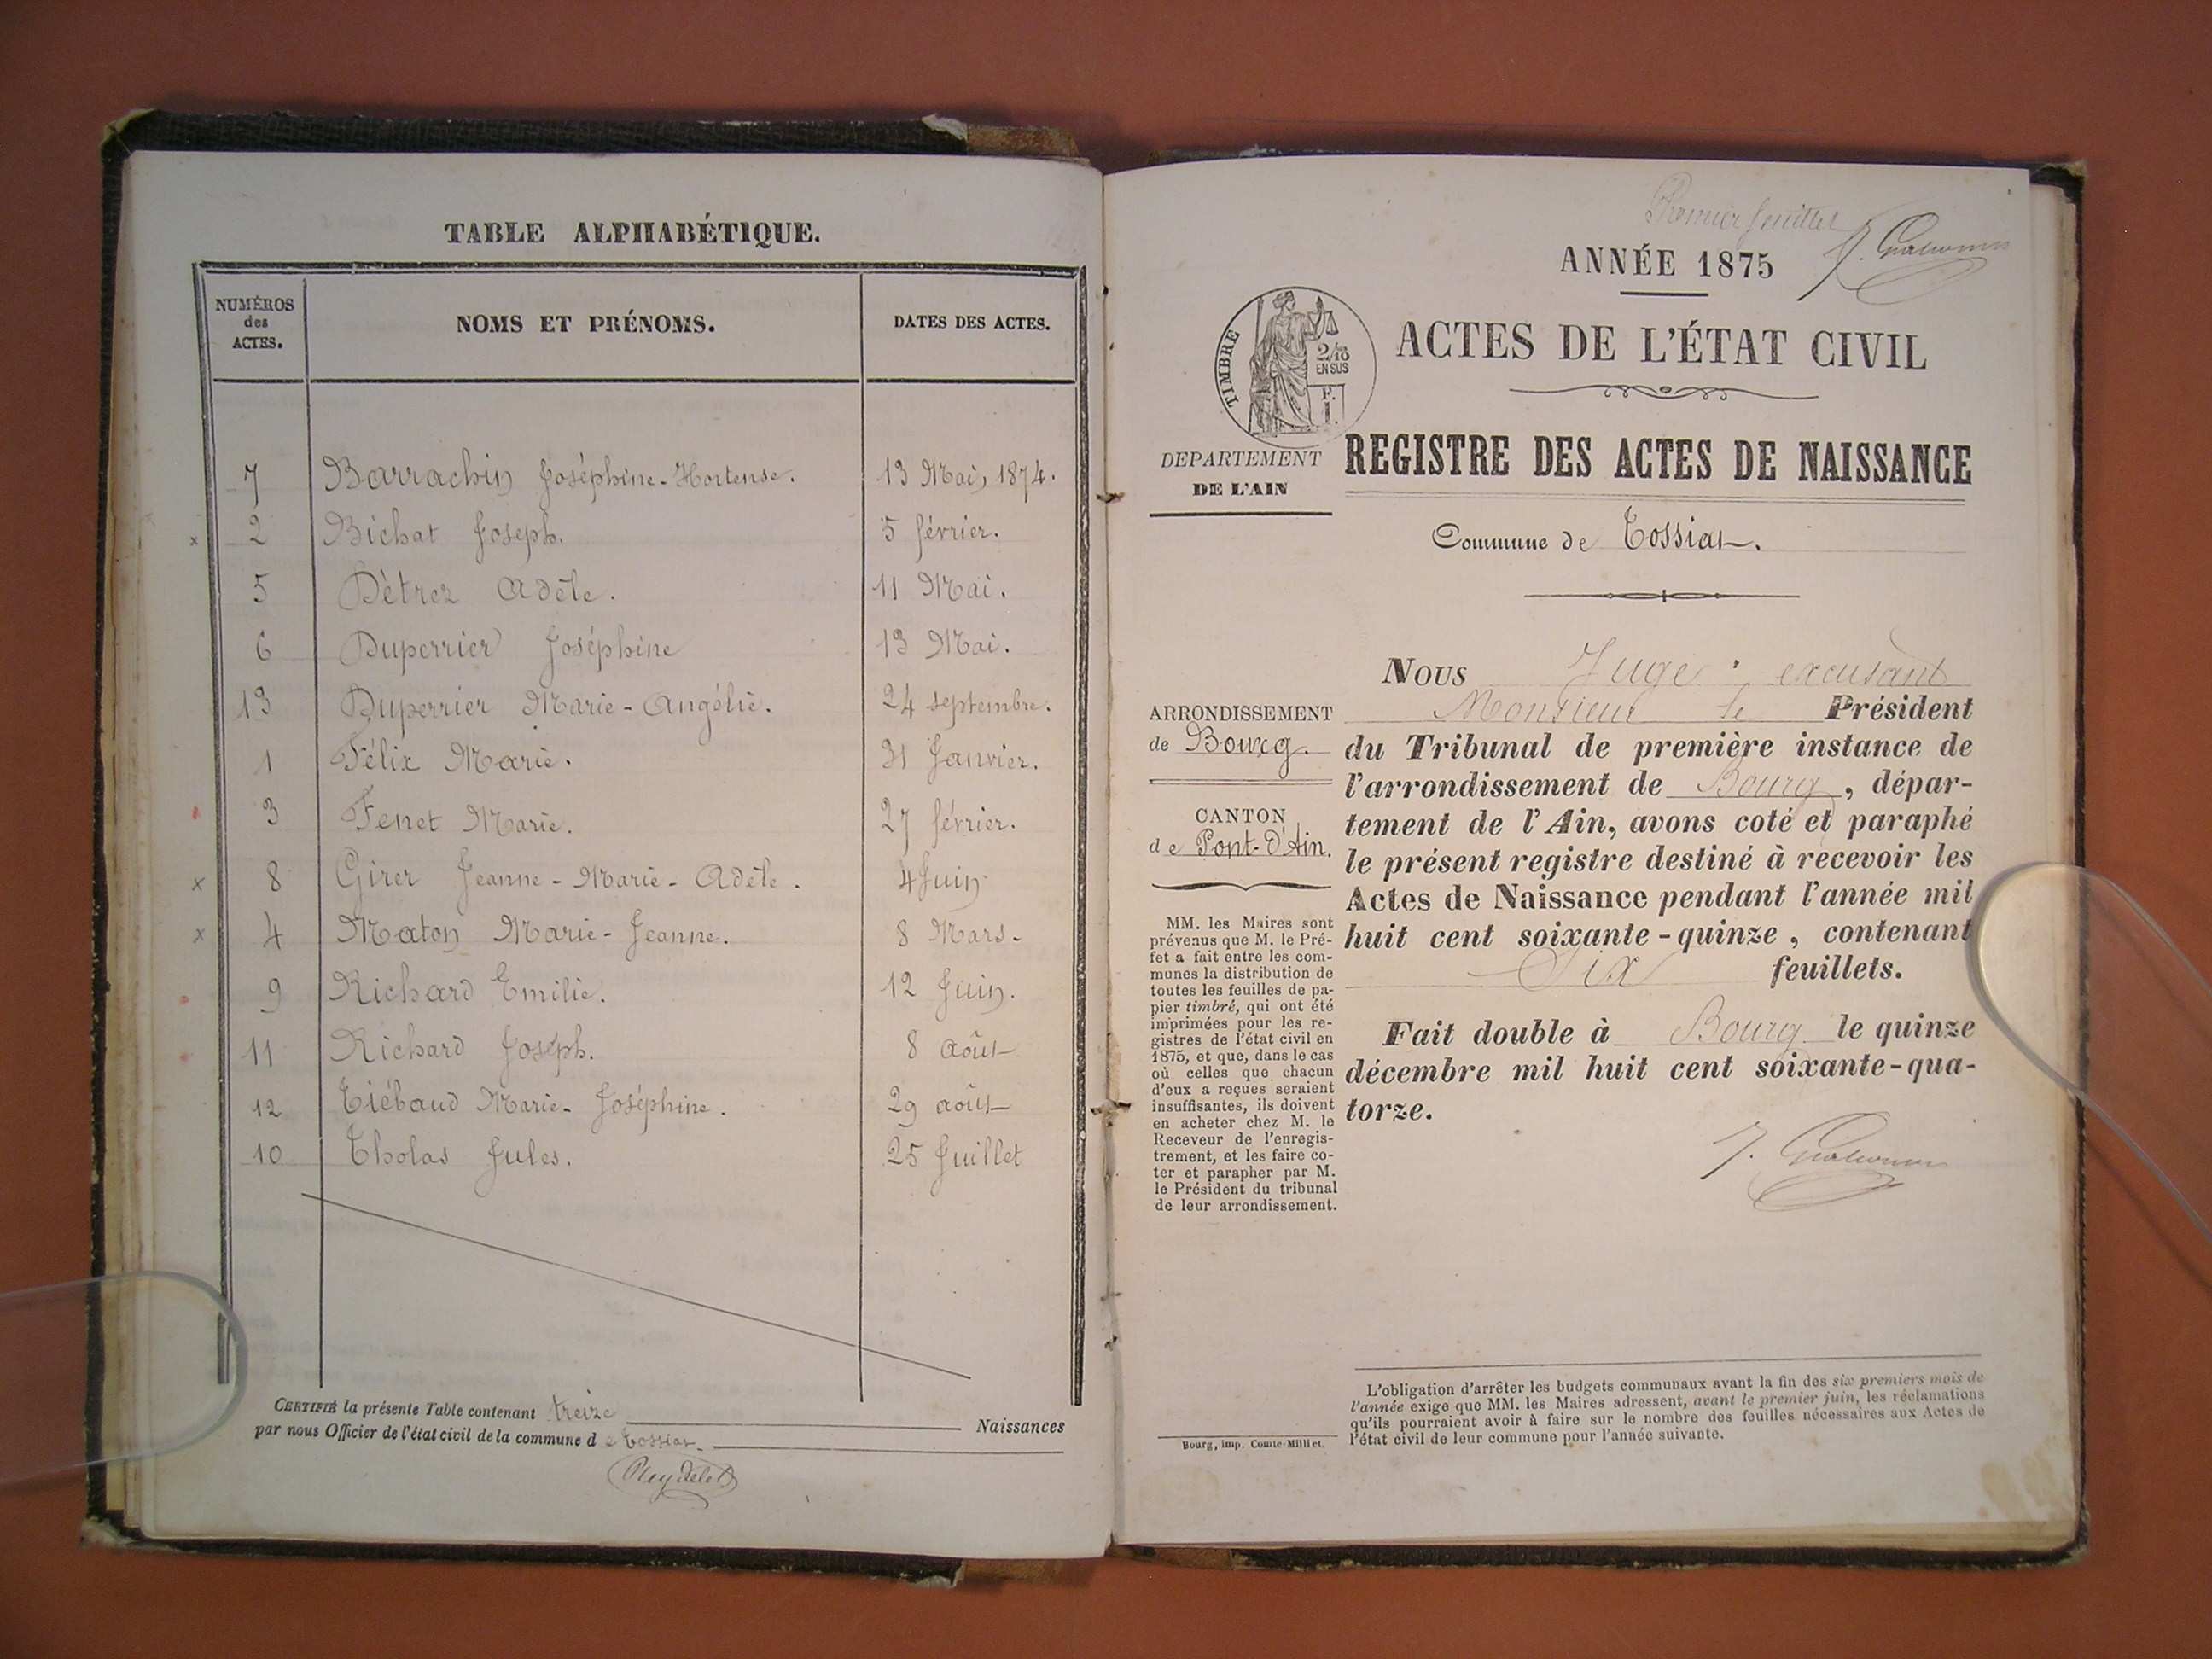 TABLE ALPHABÉTIQUE.
NUMÉROS
des
ACTES.
NOMS ET PRÉNOMS.
DATES DES ACTES.
7 Barrachin Joséphine-Hortense. 13 Mai, 1874.
x 2 Bichat Joseph. 5 février.
5 Dètrez Adèle. 11 Mai.
6 Duperrier Joséphine 13 Mai.
13 Duperrier Marie-Angélie. 24 septembre.
1 Félix Marie. 31 Janvier.
3 Fenet Marie. 27 février.
x 8 Girer Jeanne-Marie-Adèle. 4 Juin
x 4 Maton Marie-Jeanne. 8 Mars.
9 Richard Emilie. 12 Juin.
11 Richard Joseph. 8 août
12 Tiébaud Marie-Joséphine. 29 août
10 Tholas Jules. 25 Juillet
CERTIFIÉ la présente Table contenant treize Naissances
par nous Officier de l'état civil de la commune de Tossiat.
Premier feuillet
ANNÉE 1875
TIMBRE
2/10
EN SUS
F.
1.
ACTES DE L'ÉTAT CIVIL
DEPARTEMENT
DE L'AIN
REGISTRE DES ACTES DE NAISSANCE
Commune de Tossiat.
ARRONDISSEMENT
de Bourg.
CANTON
de Pont-d'Ain.
MM. les Maires sont
prévenus que M. le Pré-
fet a fait entre les com-
munes la distribution de
toutes les feuilles de pa-
pier timbré, qui ont été
imprimées pour les re-
gistres de l'état civil en
1875, et que, dans le cas
où celles que chacun
d'eux a reçues seraient
insuffisantes, ils doivent
en acheter chez M. le
Receveur de l'enregis-
trement, et les faire co-
ter et parapher par M.
le Président du tribunal
de leur arrondissement.
Nous Juge excusant
Monsieur le Président
du Tribunal de première instance de
l'arrondissement de Bourg, dépar-
tement de l'Ain, avons coté et paraphé
le présent registre destiné à recevoir les
Actes de Naissance pendant l'année mil
huit cent soixante-quinze, contenant
Six feuillets.
Fait double à Bourg le quinze
décembre mil huit cent soixante-qua-
torze.
L'obligation d'arrêter les budgets communaux avant la fin des six premiers mois de
l'année exige que MM. les Maires adressent, avant le premier juin, les réclamations
qu'ils pourraient avoir à faire sur le nombre des feuilles nécessaires aux Actes de
l'état civil de leur commune pour l'année suivante.
Bourg, imp. Comte-Milliet.